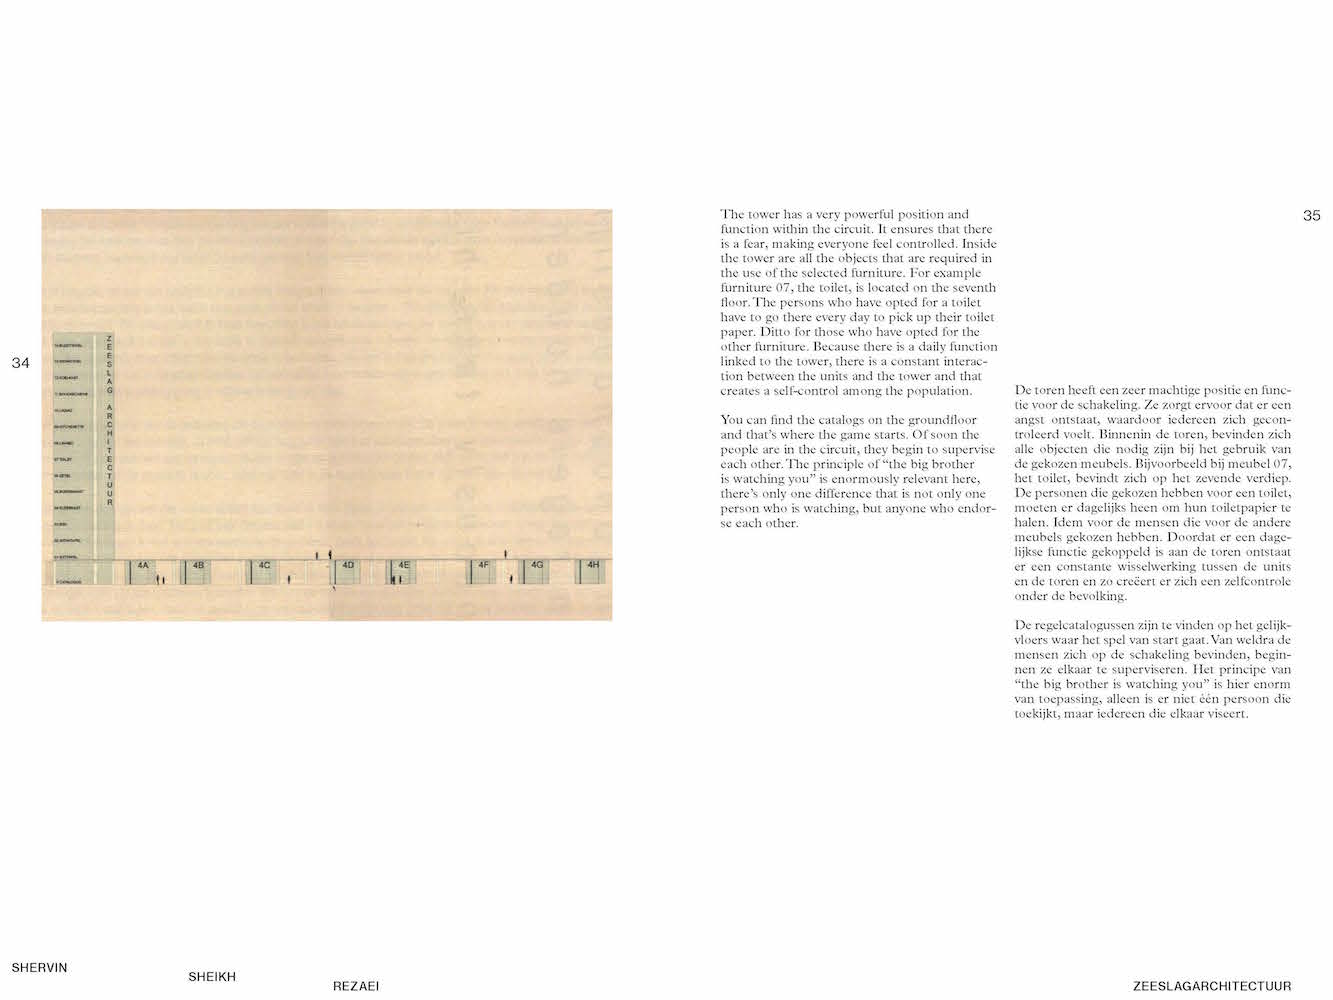 34
ZEESLAG ARCHITECTUUR
07 TOILET
4A
4B
4C
4D
4E
4F
4G
4H
The tower has a very powerful position and
function within the circuit. It ensures that there
is a fear, making everyone feel controlled. Inside
the tower are all the objects that are required in
the use of the selected furniture. For example
furniture 07, the toilet, is located on the seventh
floor. The persons who have opted for a toilet
have to go there every day to pick up their toilet
paper. Ditto for those who have opted for the
other furniture. Because there is a daily function
linked to the tower, there is a constant interac-
tion between the units and the tower and that
creates a self-control among the population.
You can find the catalogs on the groundfloor
and that's where the game starts. Of soon the
people are in the circuit, they begin to supervise
each other. The principle of “the big brother
is watching you” is enormously relevant here,
there's only one difference that is not only one
person who is watching, but anyone who endor-
se each other.
35
De toren heeft een zeer machtige positie en func-
tie voor de schakeling. Ze zorgt ervoor dat er een
angst ontstaat, waardoor iedereen zich gecon-
troleerd voelt. Binnenin de toren, bevinden zich
alle objecten die nodig zijn bij het gebruik van
de gekozen meubels. Bijvoorbeeld bij meubel 07,
het toilet, bevindt zich op het zevende verdiep.
De personen die gekozen hebben voor een toilet,
moeten er dagelijks heen om hun toiletpapier te
halen. Idem voor de mensen die voor de andere
meubels gekozen hebben. Doordat er een dage-
lijkse functie gekoppeld is aan de toren ontstaat
er een constante wisselwerking tussen de units
en de toren en zo creëert er zich een zelfcontrole
onder de bevolking.
De regelcatalogussen zijn te vinden op het gelijk-
vloers waar het spel van start gaat. Van weldra de
mensen zich op de schakeling bevinden, begin-
nen ze elkaar te superviseren. Het principe van
“the big brother is watching you” is hier enorm
van toepassing, alleen is er niet één persoon die
toekijkt, maar iedereen die elkaar viseert.
SHERVIN
SHEIKH
REZAEI
ZEESLAGARCHITECTUUR